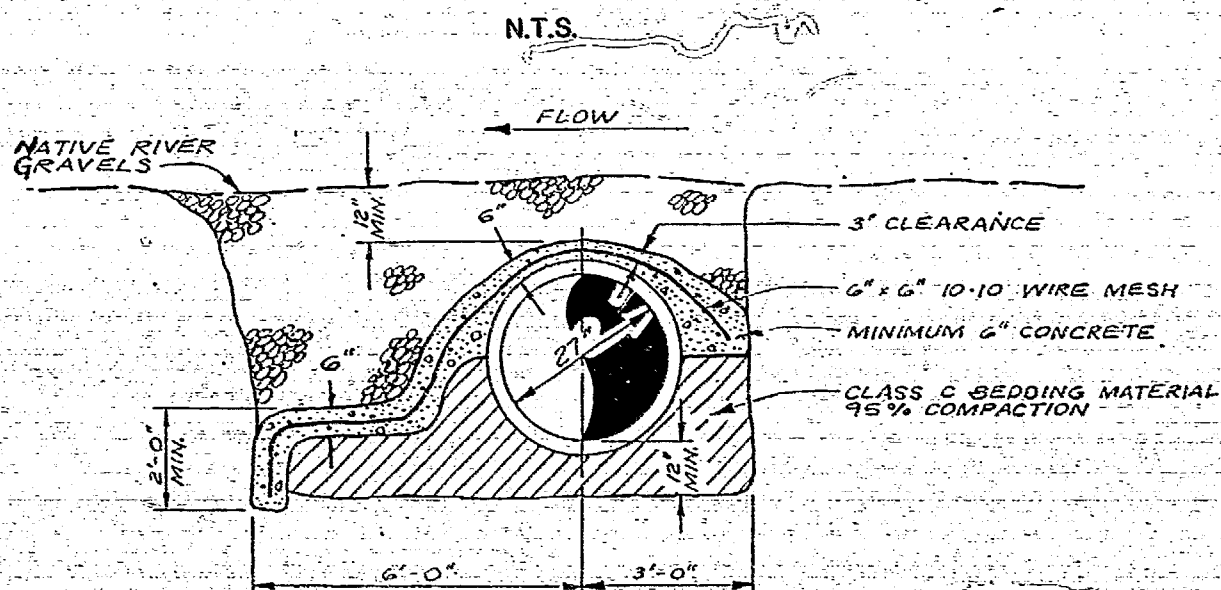 N.T.S.
FLOW
NATIVE RIVER
GRAVELS
12"
MIN.
6"
3" CLEARANCE
6" x 6" 10·10 WIRE MESH
MINIMUM 6" CONCRETE
27"
6"
CLASS C BEDDING MATERIAL
95% COMPACTION
2'-0"
MIN.
12"
MIN.
6'-0"
3'-0"